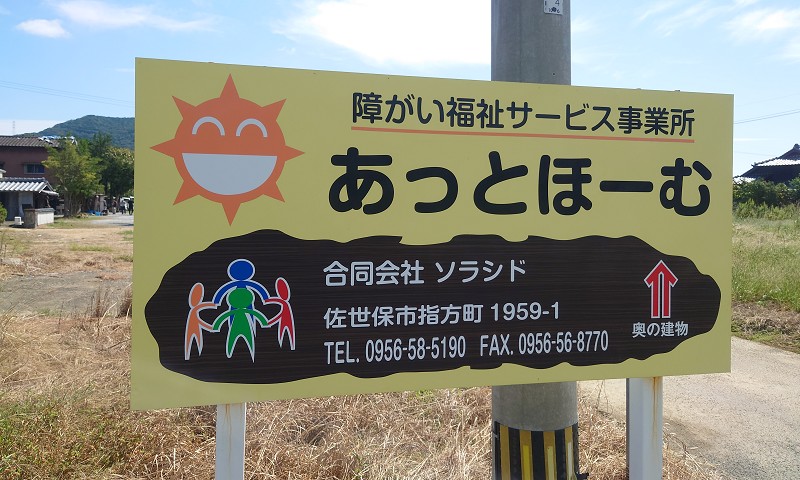 障がい福祉サービス事業所
あっとほーむ
合同会社 ソラシド
佐世保市指方町 1959-1
TEL. 0956-58-5190 FAX. 0956-56-8770
奥の建物